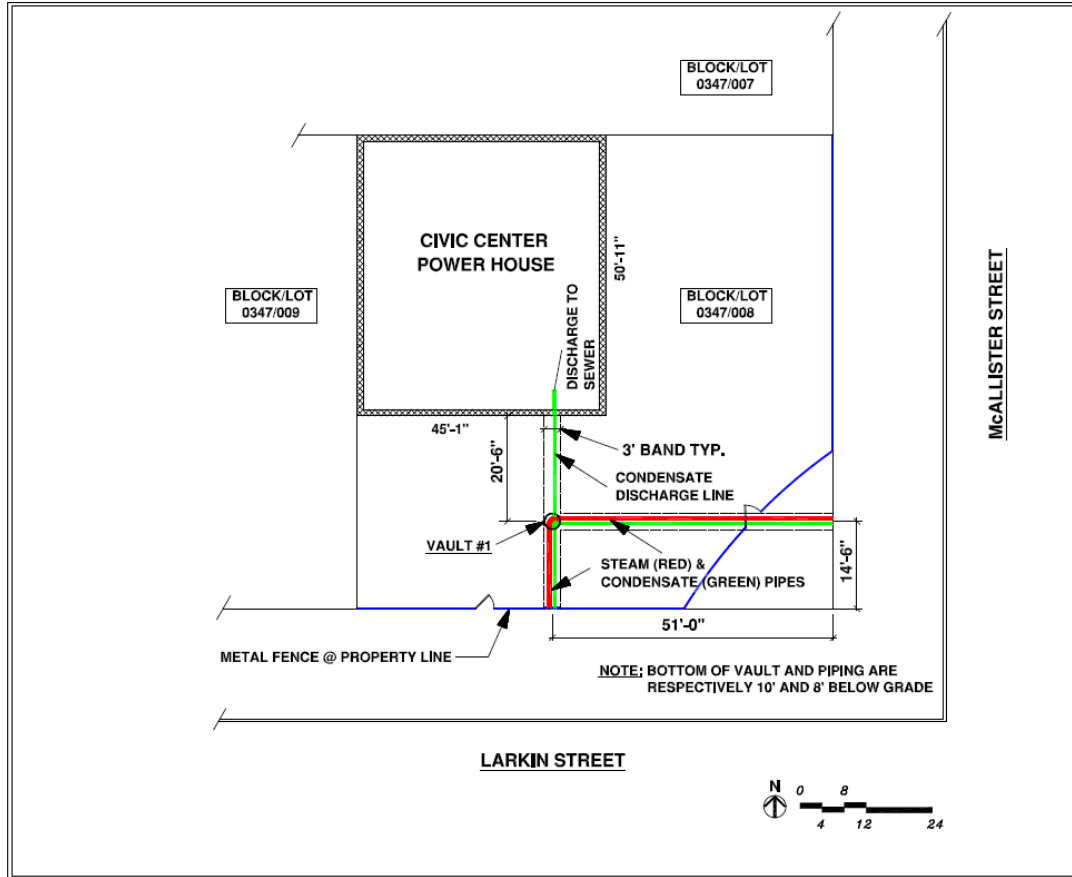 BLOCK/LOT
0347/007
CIVIC CENTER
POWER HOUSE
50'-11"
BLOCK/LOT
0347/009
BLOCK/LOT
0347/008
McALLISTER STREET
DISCHARGE TO
SEWER
45'-1"
20'-6"
3' BAND TYP.
CONDENSATE
DISCHARGE LINE
VAULT #1
STEAM (RED) &
CONDENSATE (GREEN) PIPES
14'-6"
51'-0"
METAL FENCE @ PROPERTY LINE
NOTE: BOTTOM OF VAULT AND PIPING ARE
RESPECTIVELY 10' AND 8' BELOW GRADE
LARKIN STREET
N
0 8
4 12 24